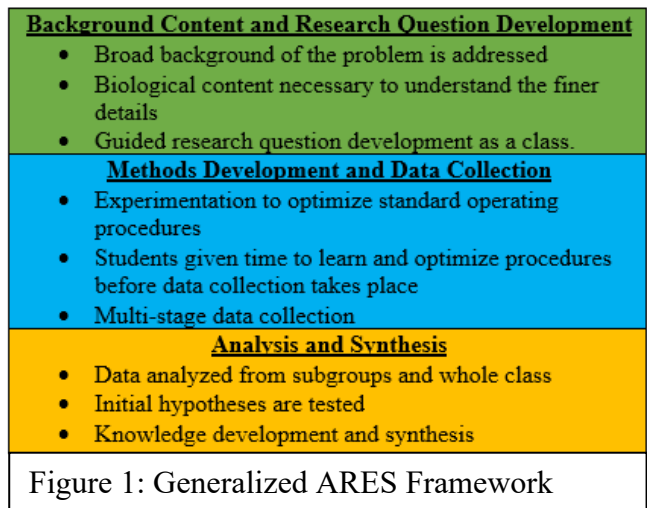 Background Content and Research Question Development
• Broad background of the problem is addressed
• Biological content necessary to understand the finer
details
• Guided research question development as a class.
Methods Development and Data Collection
• Experimentation to optimize standard operating
procedures
• Students given time to learn and optimize procedures
before data collection takes place
• Multi-stage data collection
Analysis and Synthesis
• Data analyzed from subgroups and whole class
• Initial hypotheses are tested
• Knowledge development and synthesis
Figure 1: Generalized ARES Framework